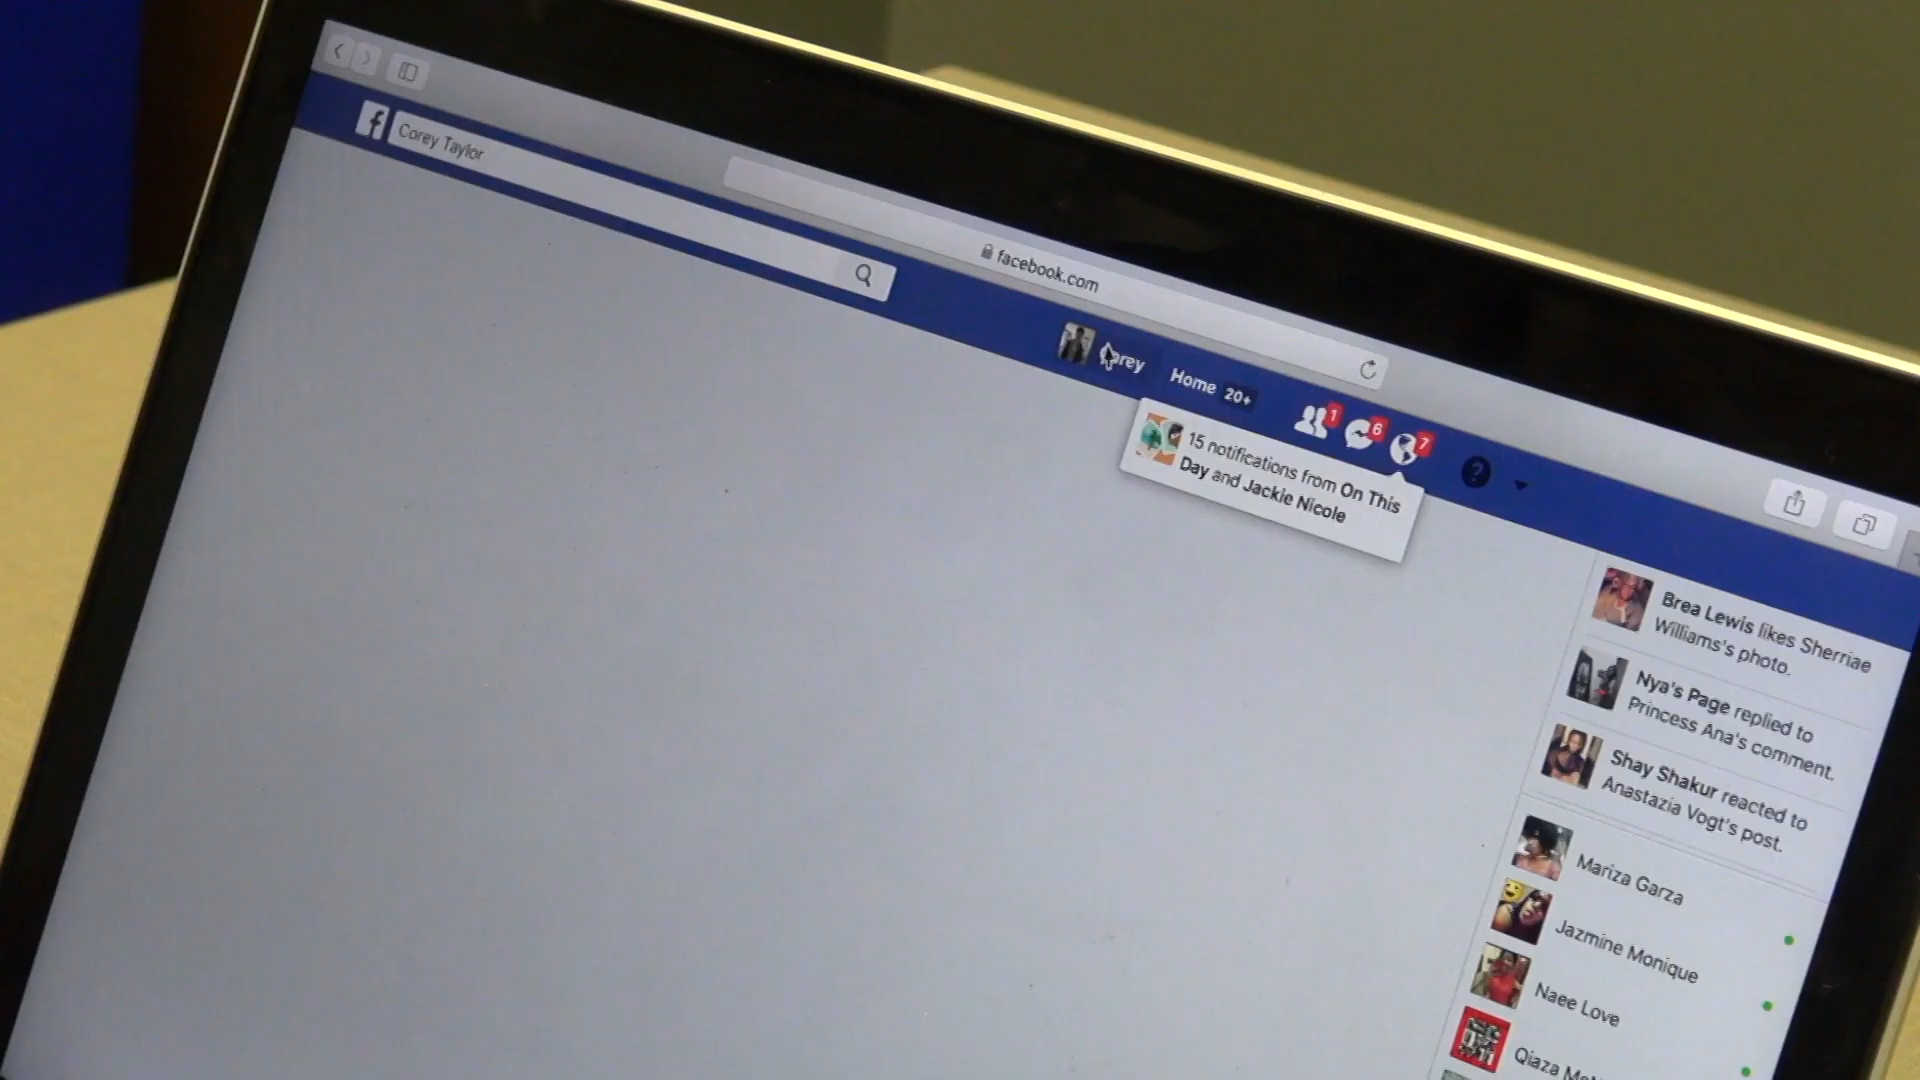 facebook.com
f Corey Taylor
Corey Home 20+ 1 6 7 ?
15 notifications from On This
Day and Jackie Nicole
Brea Lewis likes Sherriae
Williams's photo.
Nya's Page replied to
Princess Ana's comment.
Shay Shakur reacted to
Anastazia Vogt's post.
Mariza Garza
Jazmine Monique
Naee Love
Qiaza